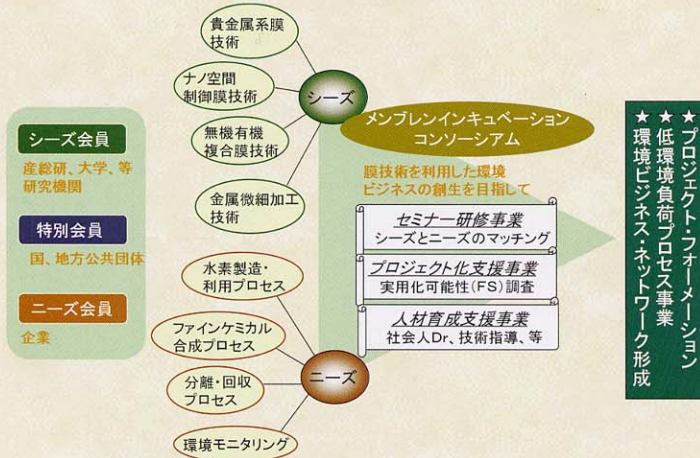 シーズ会員
産総研、大学、等
研究機関
特別会員
国、地方公共団体
ニーズ会員
企業
貴金属系膜
技術
ナノ空間
制御膜技術
無機有機
複合膜技術
金属微細加工
技術
シーズ
水素製造・
利用プロセス
ファインケミカル
合成プロセス
分離・回収
プロセス
環境モニタリング
ニーズ
メンブレンインキュベーション
コンソーシアム
膜技術を利用した環境
ビジネスの創生を目指して
セミナー研修事業
シーズとニーズのマッチング
プロジェクト化支援事業
実用化可能性(FS)調査
人材育成支援事業
社会人Dr、技術指導、等
★プロジェクト・フォーメーション
★低環境負荷プロセス事業
★環境ビジネス・ネットワーク形成